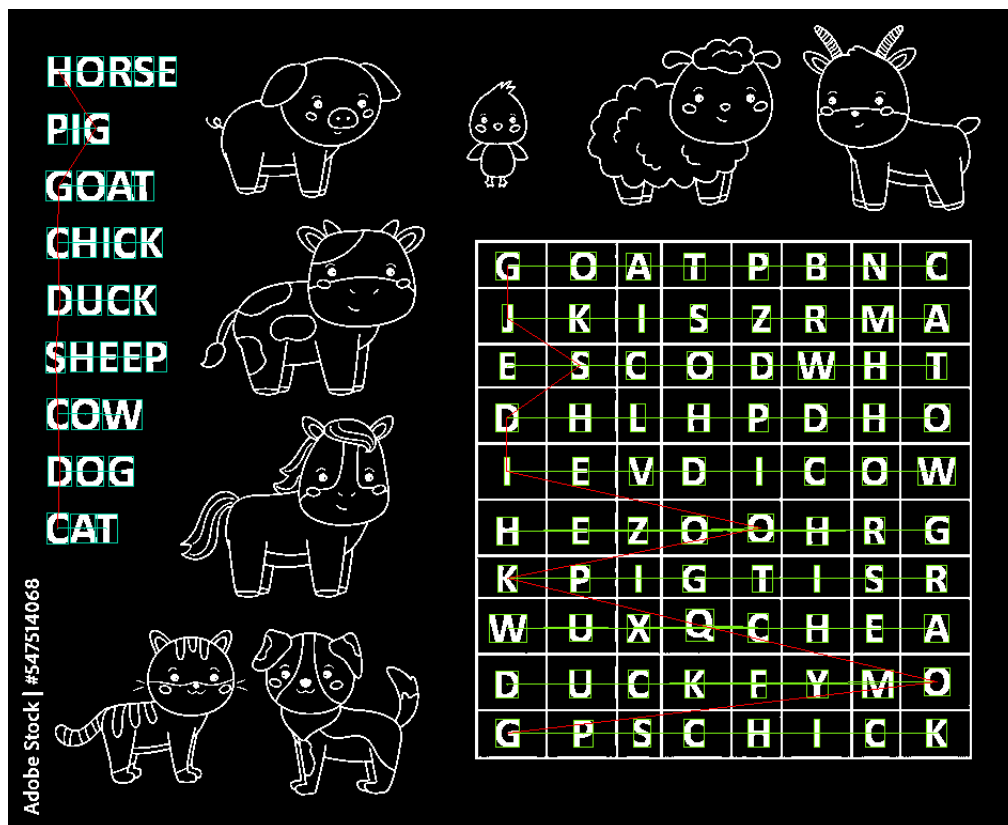 HORSE
PIG
GOAT
CHICK
DUCK
SHEEP
COW
DOG
CAT
G O A T P B N C
I K I S Z R M A
E S C O D W H T
D H L H P D H O
I E V D I C O W
H E Z O O H R G
K P I G T I S R
W U X Q C H E A
D U C K F Y M O
G P S C H I C K
Adobe Stock | #547514068